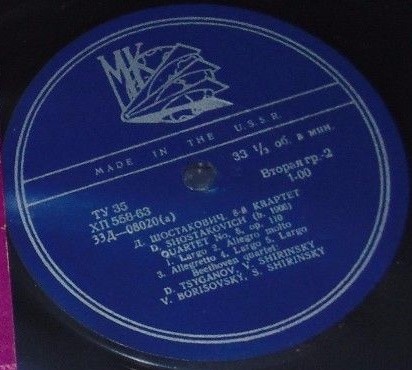 MK
MADE IN THE U.S.S.R.
33 ⅓ об. в мин.
Вторая гр.-2
1-00
ТУ 35
ХП 558-63
33Д—08020(а)
Д. ШОСТАКОВИЧ. 8-й КВАРТЕТ
D. SHOSTAKOVICH (b. 1906)
QUARTET No. 8, op. 110
1. Largo 2. Allegro molto
3. Allegretto 4. Largo 5. Largo
Beethoven quartet:
D. TSYGANOV, V. SHIRINSKY
V. BORISOVSKY, S. SHIRINSKY